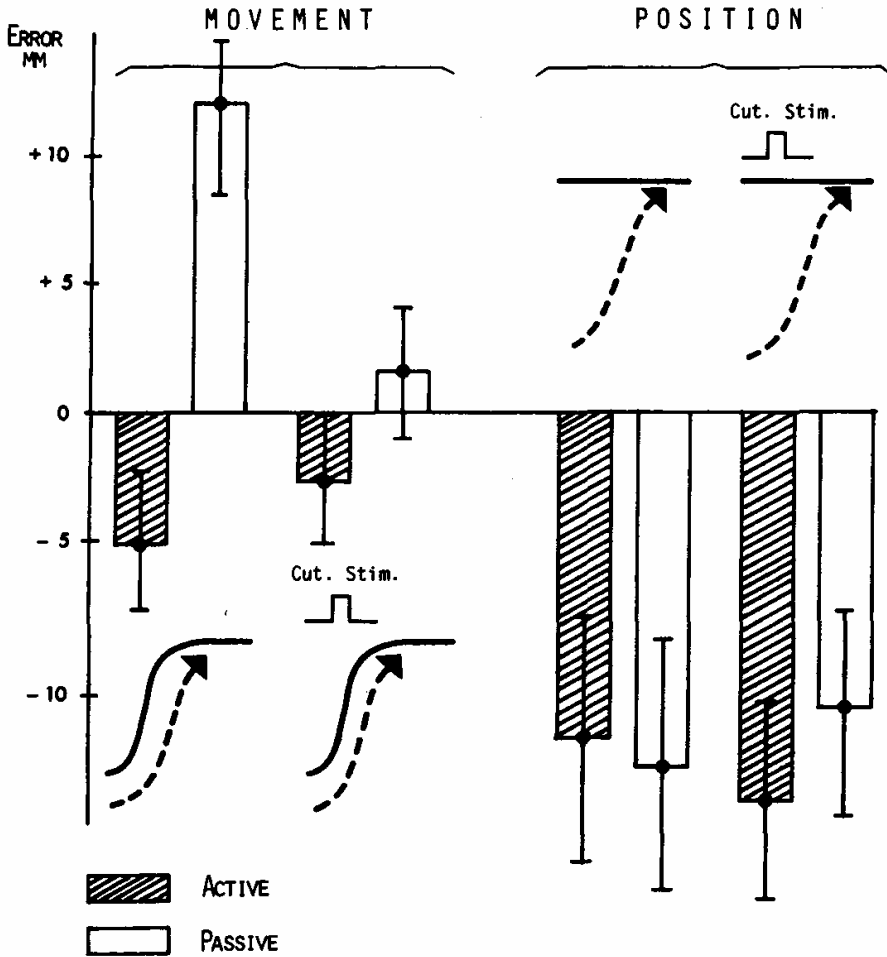 MOVEMENT POSITION
ERROR
MM
Cut. Stim.
+10
+ 5
0
- 5
Cut. Stim.
- 10
ACTIVE
PASSIVE